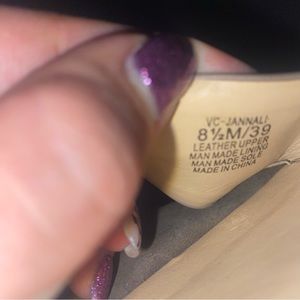 VC-JANNALI
8½M/39
LEATHER UPPER
MAN MADE LINING
MAN MADE SOLE
MADE IN CHINA